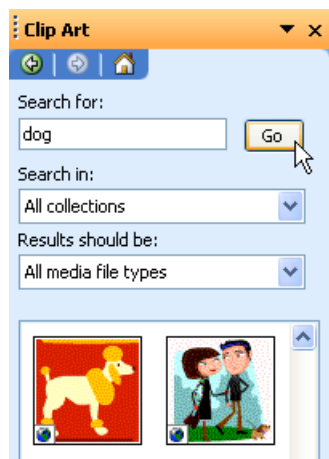 Clip Art
Search for:
dog
Go
Search in:
All collections
Results should be:
All media file types